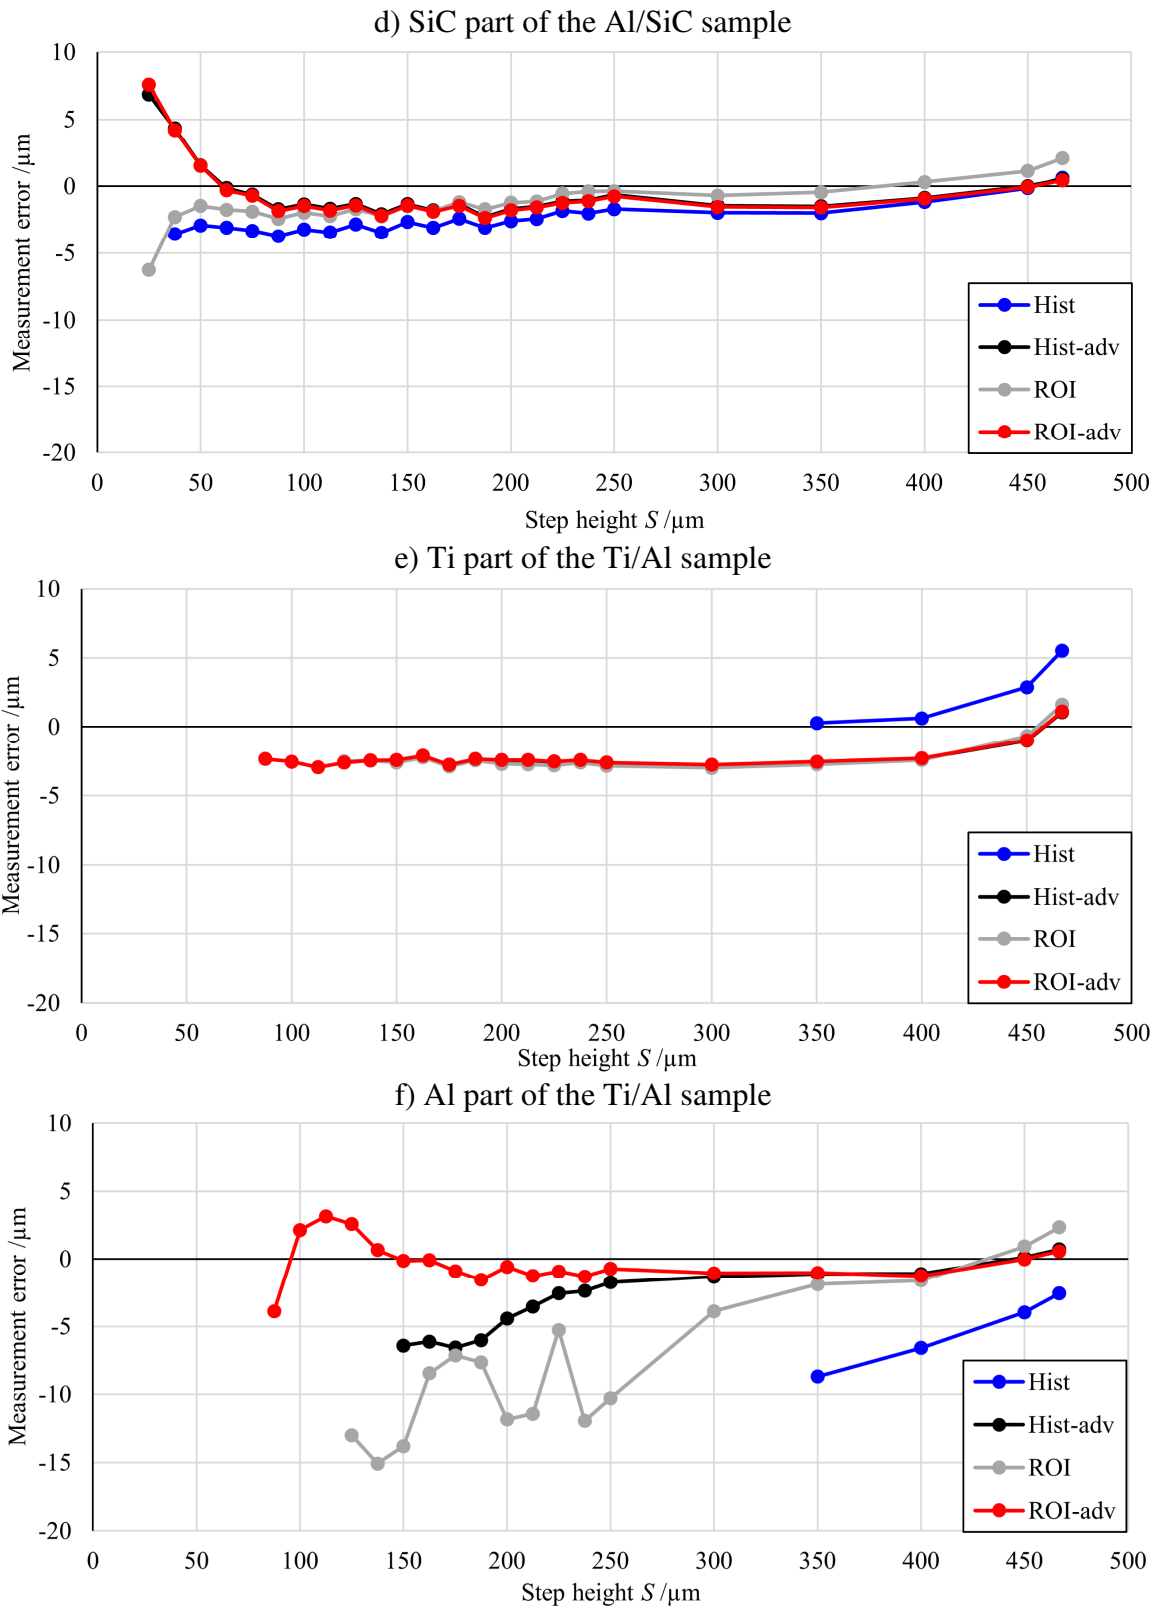 d) SiC part of the Al/SiC sample
10
5
0
-5
-10
-15
-20
Measurement error /µm
Hist
Hist-adv
ROI
ROI-adv
0 50 100 150 200 250 300 350 400 450 500
Step height S /µm
e) Ti part of the Ti/Al sample
10
5
0
-5
-10
-15
-20
Measurement error /µm
Hist
Hist-adv
ROI
ROI-adv
0 50 100 150 200 250 300 350 400 450 500
Step height S /µm
f) Al part of the Ti/Al sample
10
5
0
-5
-10
-15
-20
Measurement error /µm
Hist
Hist-adv
ROI
ROI-adv
0 50 100 150 200 250 300 350 400 450 500
Step height S /µm